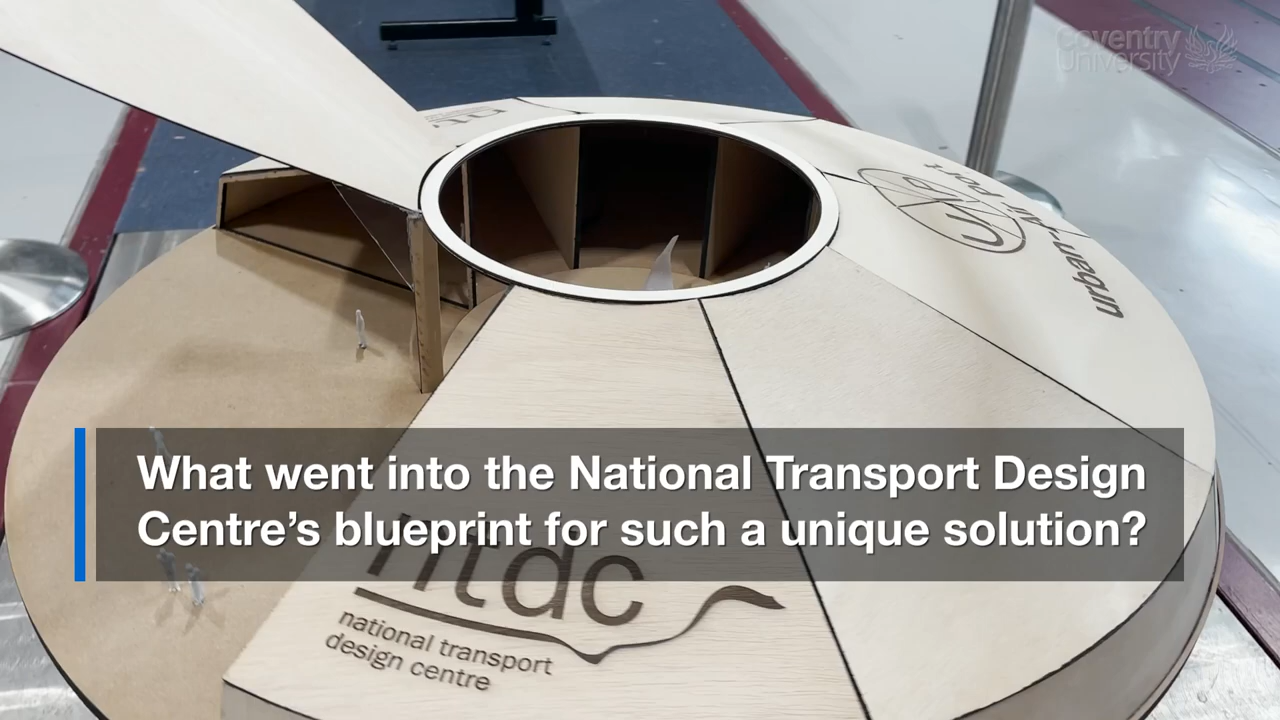 Coventry
University
UAP
urban-Air Port
What went into the National Transport Design
Centre’s blueprint for such a unique solution?
ntdc
national transport
design centre